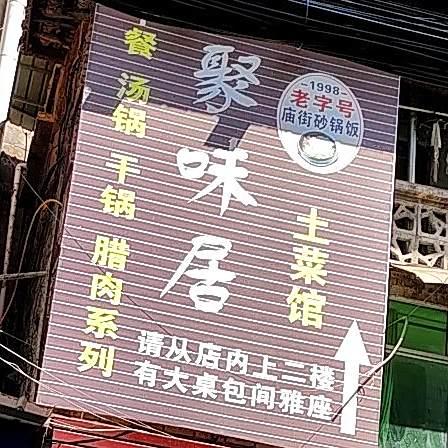 餐 汤锅 干锅 腊肉系列
聚味居
1998
老字号
庙街砂锅饭
土菜馆
请从店内上二楼
有大桌包间雅座